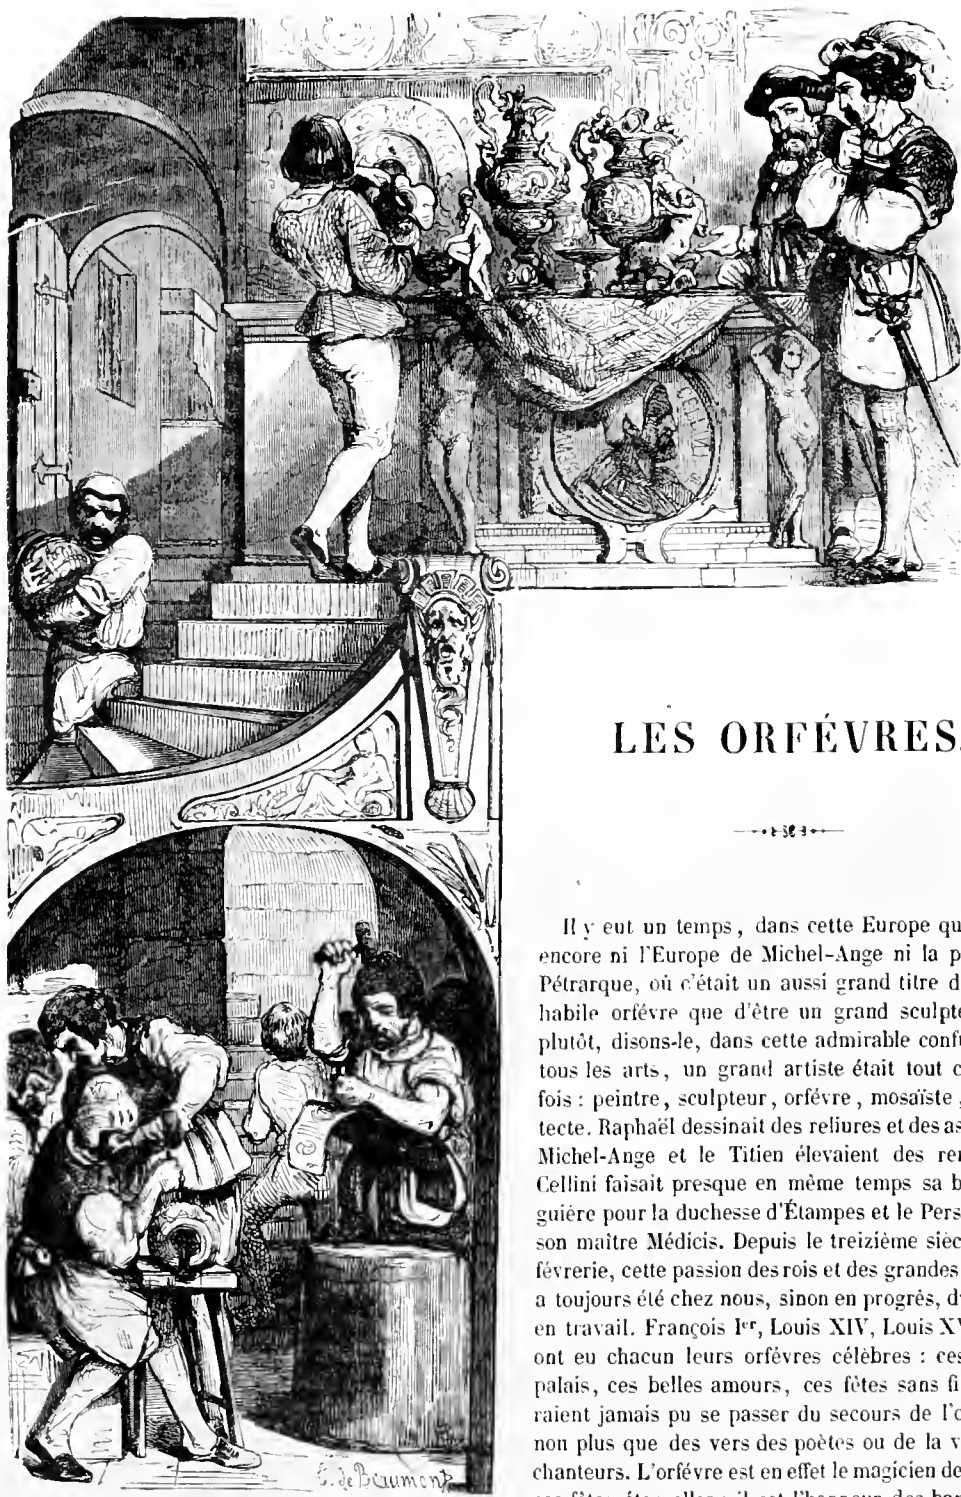 CELLINI
LES ORFÉVRES.
Il y eut un temps, dans cette Europe qu
encore ni l'Europe de Michel-Ange ni la p
Pétrarque, où c'était un aussi grand titre d
habile orfévre que d'être un grand sculpt
plutôt, disons-le, dans cette admirable conf
tous les arts, un grand artiste était tout
fois : peintre, sculpteur, orfévre, mosaïste,
tecte. Raphaël dessinait des reliures et des as
Michel-Ange et le Titien élevaient des re
Cellini faisait presque en même temps sa b
guière pour la duchesse d'Étampes et le Pers
son maître Médicis. Depuis le treizième sièc
févrerie, cette passion des rois et des grandes
a toujours été chez nous, sinon en progrès, d
en travail. François Ier, Louis XIV, Louis XV
ont eu chacun leurs orfévres célèbres : ces
palais, ces belles amours, ces fêtes sans fi
raient jamais pu se passer du secours de l'o
non plus que des vers des poètes ou de la v
chanteurs. L'orfévre est en effet le magicien de
E. de Beaumont